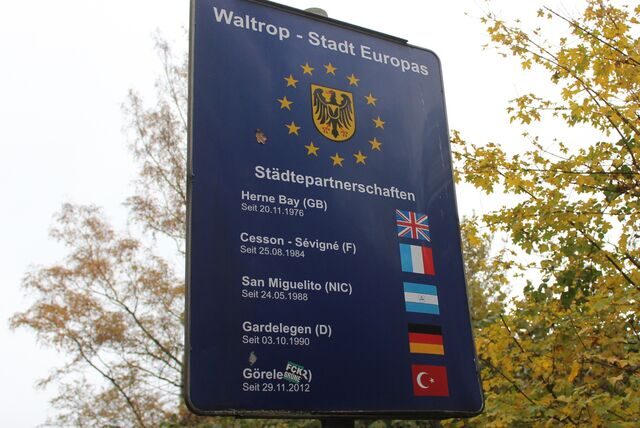 Waltrop - Stadt Europas
Städtepartnerschaften
Herne Bay (GB)
Seit 20.11.1976
Cesson - Sévigné (F)
Seit 25.08.1984
San Miguelito (NIC)
Seit 24.05.1988
Gardelegen (D)
Seit 03.10.1990
FCK
Seit 29.11.2012